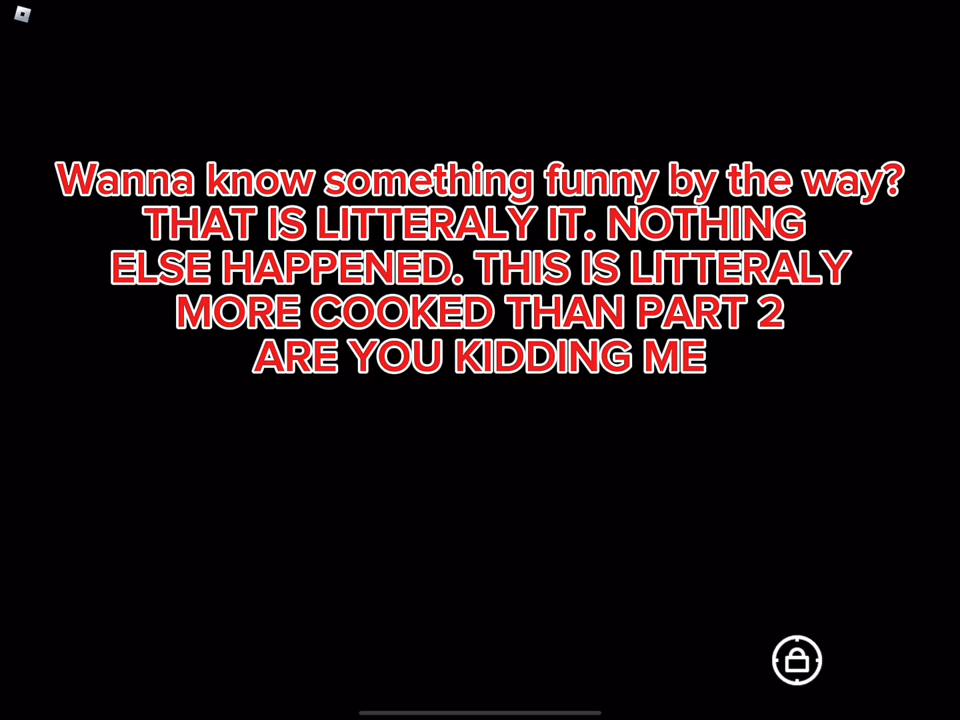 Wanna know something funny by the way?
THAT IS LITTERALY IT. NOTHING
ELSE HAPPENED. THIS IS LITTERALY
MORE COOKED THAN PART 2
ARE YOU KIDDING ME